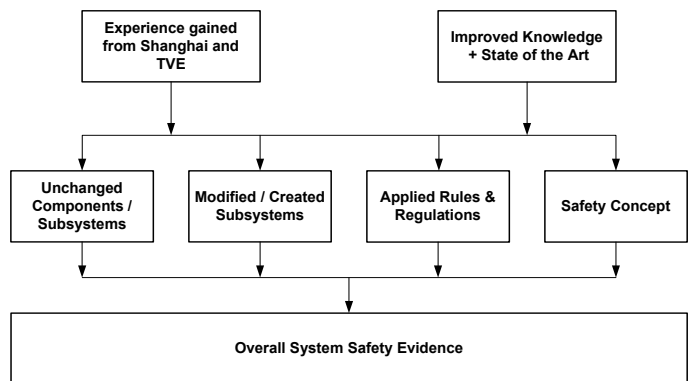 Experience gained
from Shanghai and
TVE
Improved Knowledge
+ State of the Art
Unchanged
Components /
Subsystems
Modified / Created
Subsystems
Applied Rules &
Regulations
Safety Concept
Overall System Safety Evidence